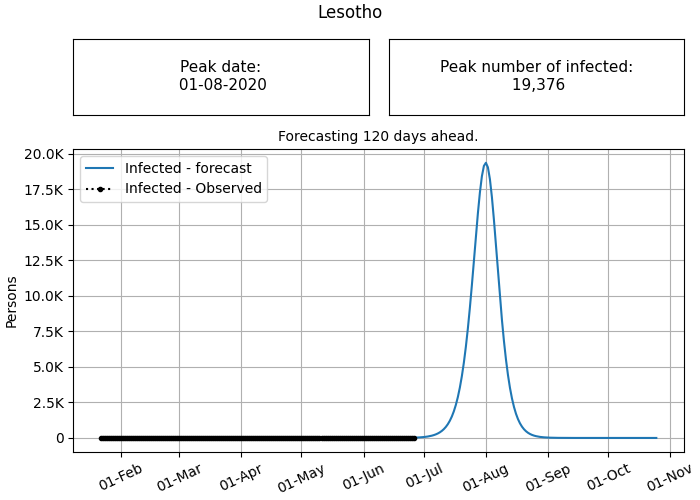 Lesotho
Peak date:
01-08-2020
Peak number of infected:
19,376
Forecasting 120 days ahead.
Infected - forecast
Infected - Observed
Persons
20.0K
17.5K
15.0K
12.5K
10.0K
7.5K
5.0K
2.5K
0
01-Feb
01-Mar
01-Apr
01-May
01-Jun
01-Jul
01-Aug
01-Sep
01-Oct
01-Nov